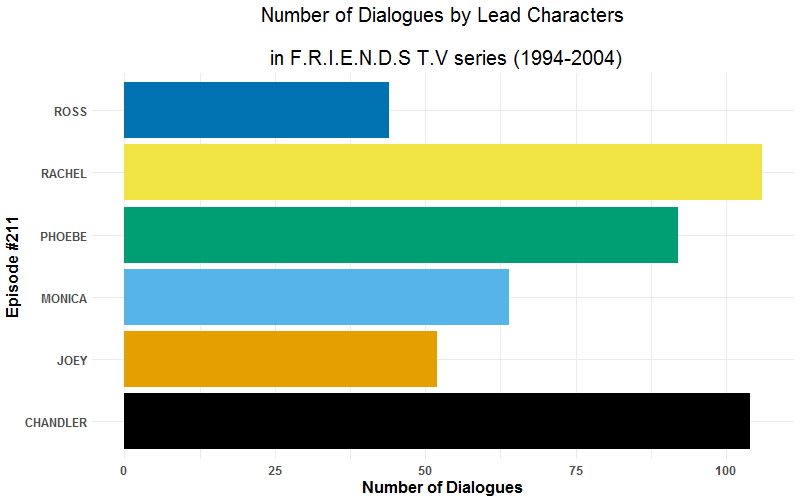 Number of Dialogues by Lead Characters
in F.R.I.E.N.D.S T.V series (1994-2004)
ROSS
RACHEL
PHOEBE
MONICA
JOEY
CHANDLER
Episode #211
0 25 50 75 100
Number of Dialogues